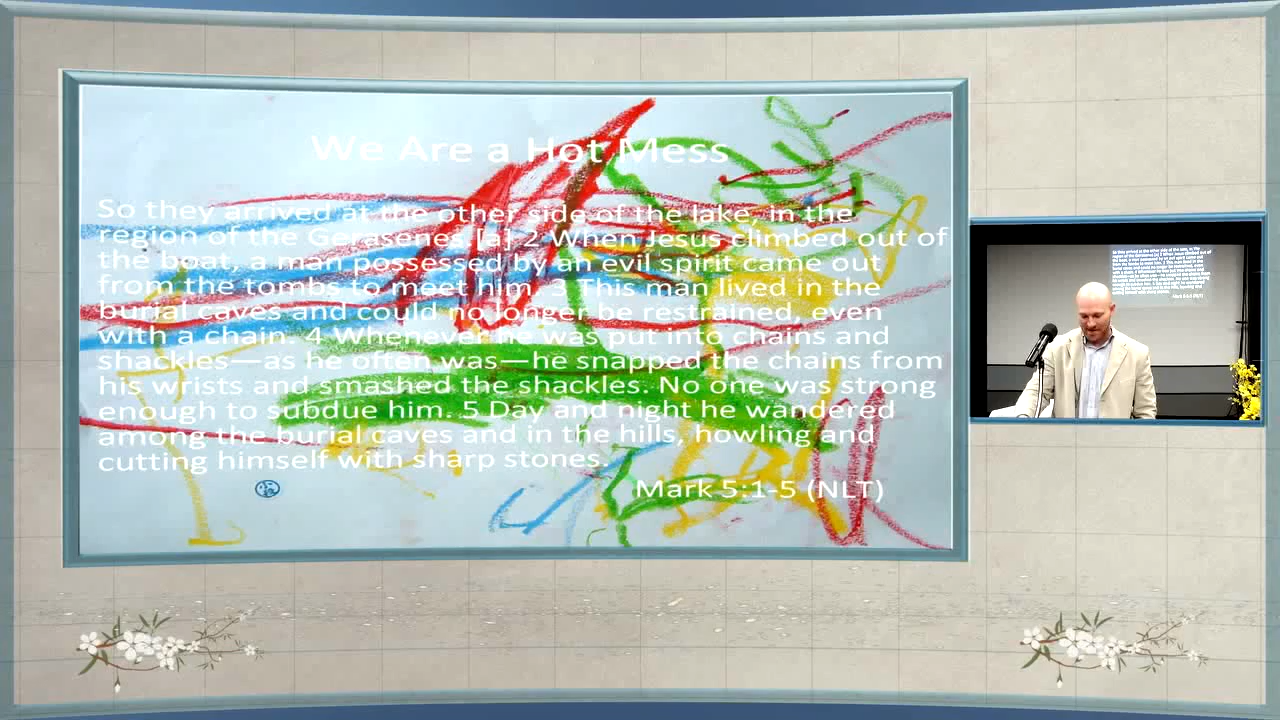 We Are a Hot Mess
So they arrived at the other side of the lake, in the
region of the Gerasenes.[a] 2 When Jesus climbed out of
the boat, a man possessed by an evil spirit came out
from the tombs to meet him. 3 This man lived in the
burial caves and could no longer be restrained, even
with a chain. 4 Whenever he was put into chains and
shackles—as he often was—he snapped the chains from
his wrists and smashed the shackles. No one was strong
enough to subdue him. 5 Day and night he wandered
among the burial caves and in the hills, howling and
cutting himself with sharp stones.
Mark 5:1-5 (NLT)